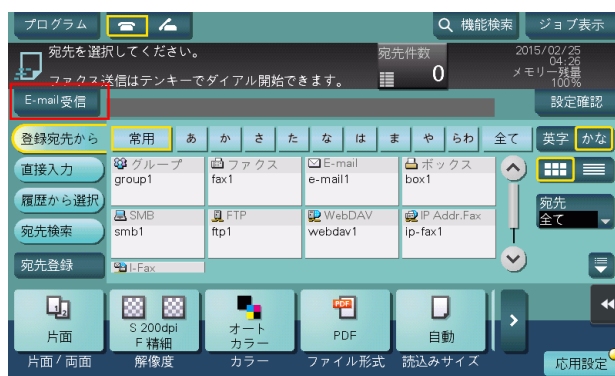 プログラム
機能検索
ジョブ表示
宛先を選択してください。
宛先件数
2015/02/25
04:26
ファクス送信はテンキーでダイアル開始できます。
0
メモリー残量
100%
E-mail受信
設定確認
登録宛先から
常用 あ か さ た な は ま や らわ 全て 英字 かな
直接入力
グループ
group1
ファクス
fax1
E-mail
e-mail1
ボックス
box1
履歴から選択
宛先
全て
宛先検索
SMB
smb1
FTP
ftp1
WebDAV
webdav1
IP Addr.Fax
ip-fax1
宛先登録
I-Fax
片面
S 200dpi
F 精細
オート
カラー
PDF
自動
片面/両面
解像度
カラー
ファイル形式
読込みサイズ
応用設定